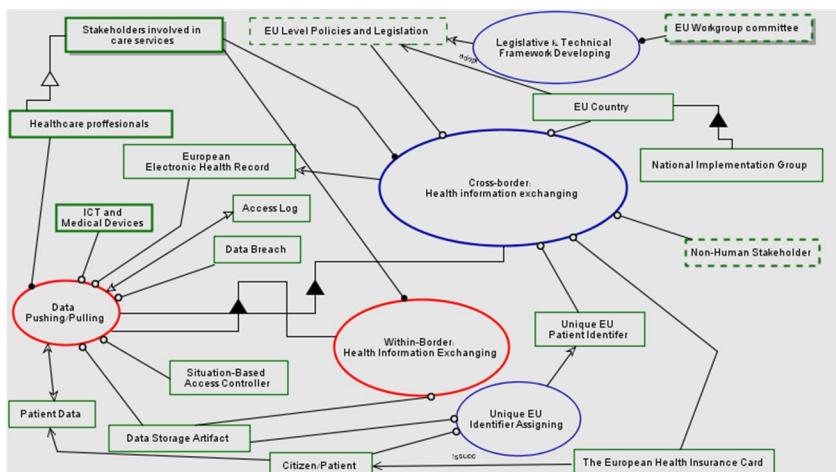 Stakeholders involved in
care services
EU Level Policies and Legislation
Legislative & Technical
Framework Developing
EU Workgroup committee
adopt
EU Country
Healthcare proffesionals
National Implementation Group
European
Electronic Health Record
Cross-border:
Health information exchanging
ICT and
Medical Devices
Access Log
Data Breach
Non-Human Stakeholder
Data
Pushing/Pulling
Within-Border:
Health Information Exchanging
Unique EU
Patient Identifer
Situation-Based
Access Controller
Patient Data
Data Storage Artifact
Unique EU
Identifier Assigning
Citizen/Patient
Issued
The European Health Insurance Card